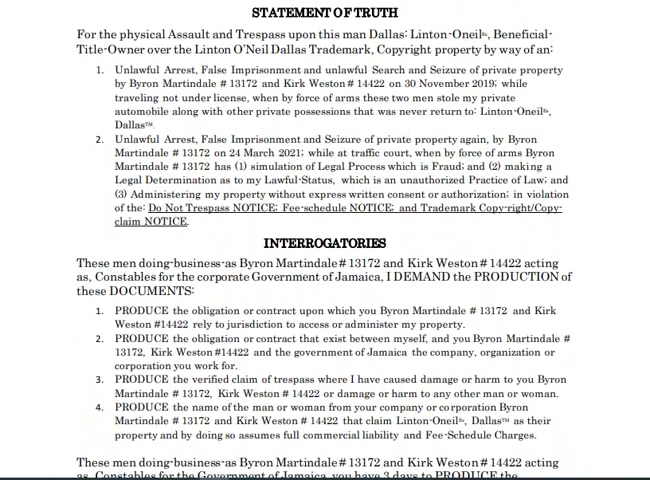 STATEMENT OF TRUTH
For the physical Assault and Trespass upon this man Dallas: Linton-Oneil℠, Beneficial-
Title-Owner over the Linton O'Neil Dallas Trademark, Copyright property by way of an:
1. Unlawful Arrest, False Imprisonment and unlawful Search and Seizure of private property
by Byron Martindale # 13172 and Kirk Weston # 14422 on 30 November 2019; while
traveling not under license, when by force of arms these two men stole my private
automobile along with other private possessions that was never return to: Linton-Oneil℠,
Dallas™.
2. Unlawful Arrest, False Imprisonment and Seizure of private property again, by Byron
Martindale # 13172 on 24 March 2021; while at traffic court, when by force of arms Byron
Martindale # 13172 has (1) simulation of Legal Process which is Fraud; and (2) making a
Legal Determination as to my Lawful-Status, which is an unauthorized Practice of Law; and
(3) Administering my property without express written consent or authorization; in violation
of the: Do Not Trespass NOTICE; Fee-schedule NOTICE; and Trademark Copy-right/Copy-
claim NOTICE.
INTERROGATORIES
These men doing-business-as Byron Martindale # 13172 and Kirk Weston # 14422 acting
as, Constables for the corporate Government of Jamaica, I DEMAND the PRODUCTION of
these DOCUMENTS:
1. PRODUCE the obligation or contract upon which you Byron Martindale # 13172 and Kirk
Weston #14422 rely to jurisdiction to access or administer my property.
2. PRODUCE the obligation or contract that exist between myself, and you Byron Martindale #
13172, Kirk Weston #14422 and the government of Jamaica the company, organization or
corporation you work for.
3. PRODUCE the verified claim of trespass where I have caused damage or harm to you Byron
Martindale # 13172, Kirk Weston # 14422 or damage or harm to any other man or woman.
4. PRODUCE the name of the man or woman from your company or corporation Byron
Martindale # 13172 and Kirk Weston # 14422 that claim Linton-Oneil℠, Dallas™ as their
property and by doing so assumes full commercial liability and Fee-Schedule Charges.
These men doing-business-as Byron Martindale # 13172 and Kirk Weston # 14422 acting
as, Constables for the Government of Jamaica, you have 3 days to PRODUCE the